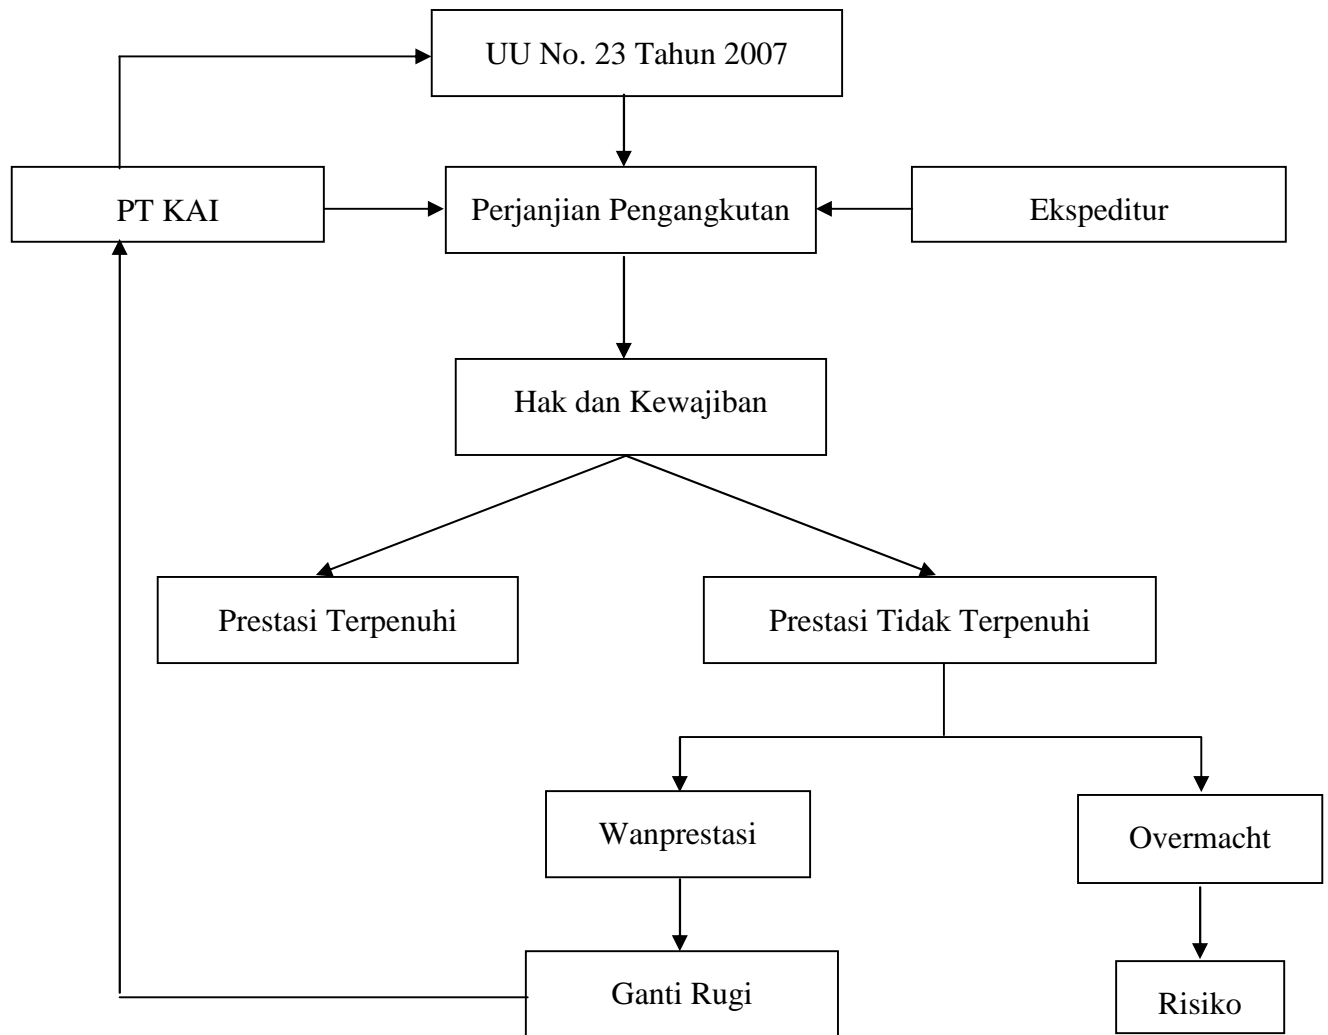 UU No. 23 Tahun 2007
PT KAI
Perjanjian Pengangkutan
Ekspeditur
Hak dan Kewajiban
Prestasi Terpenuhi
Prestasi Tidak Terpenuhi
Wanprestasi
Overmacht
Ganti Rugi
Risiko